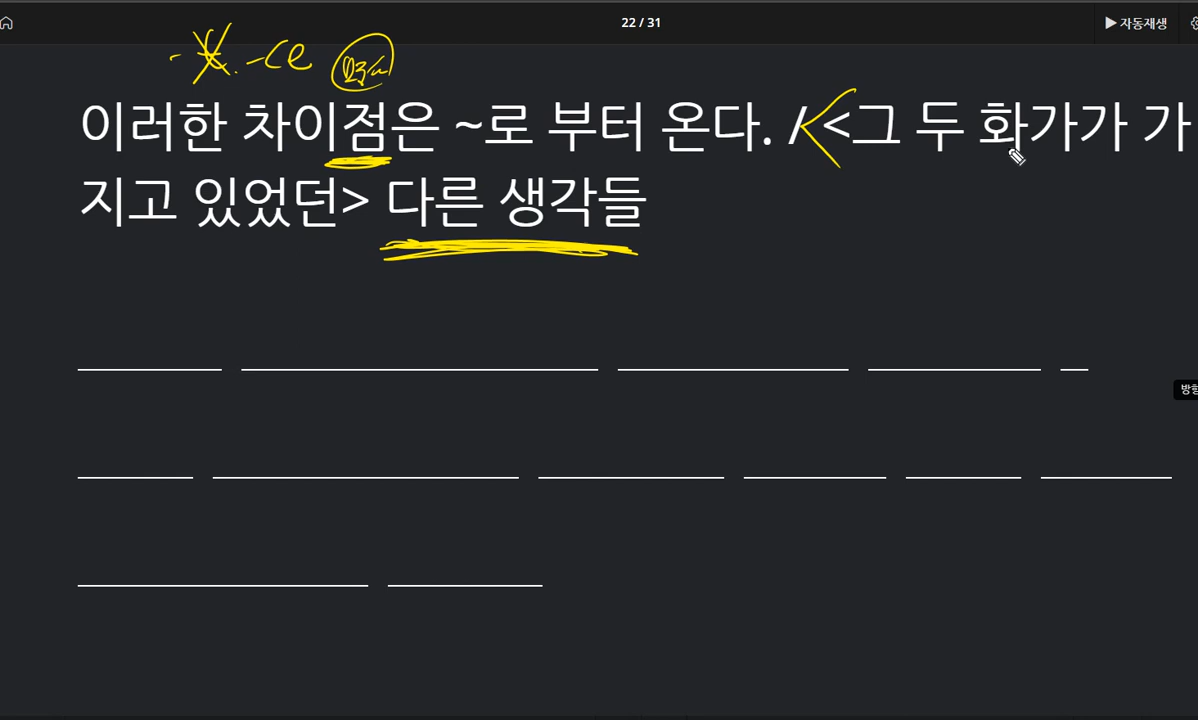 22 / 31
▶ 자동재생
-ce
이러한 차이점은 ~로 부터 온다. / <그 두 화가가 가
지고 있었던> 다른 생각들